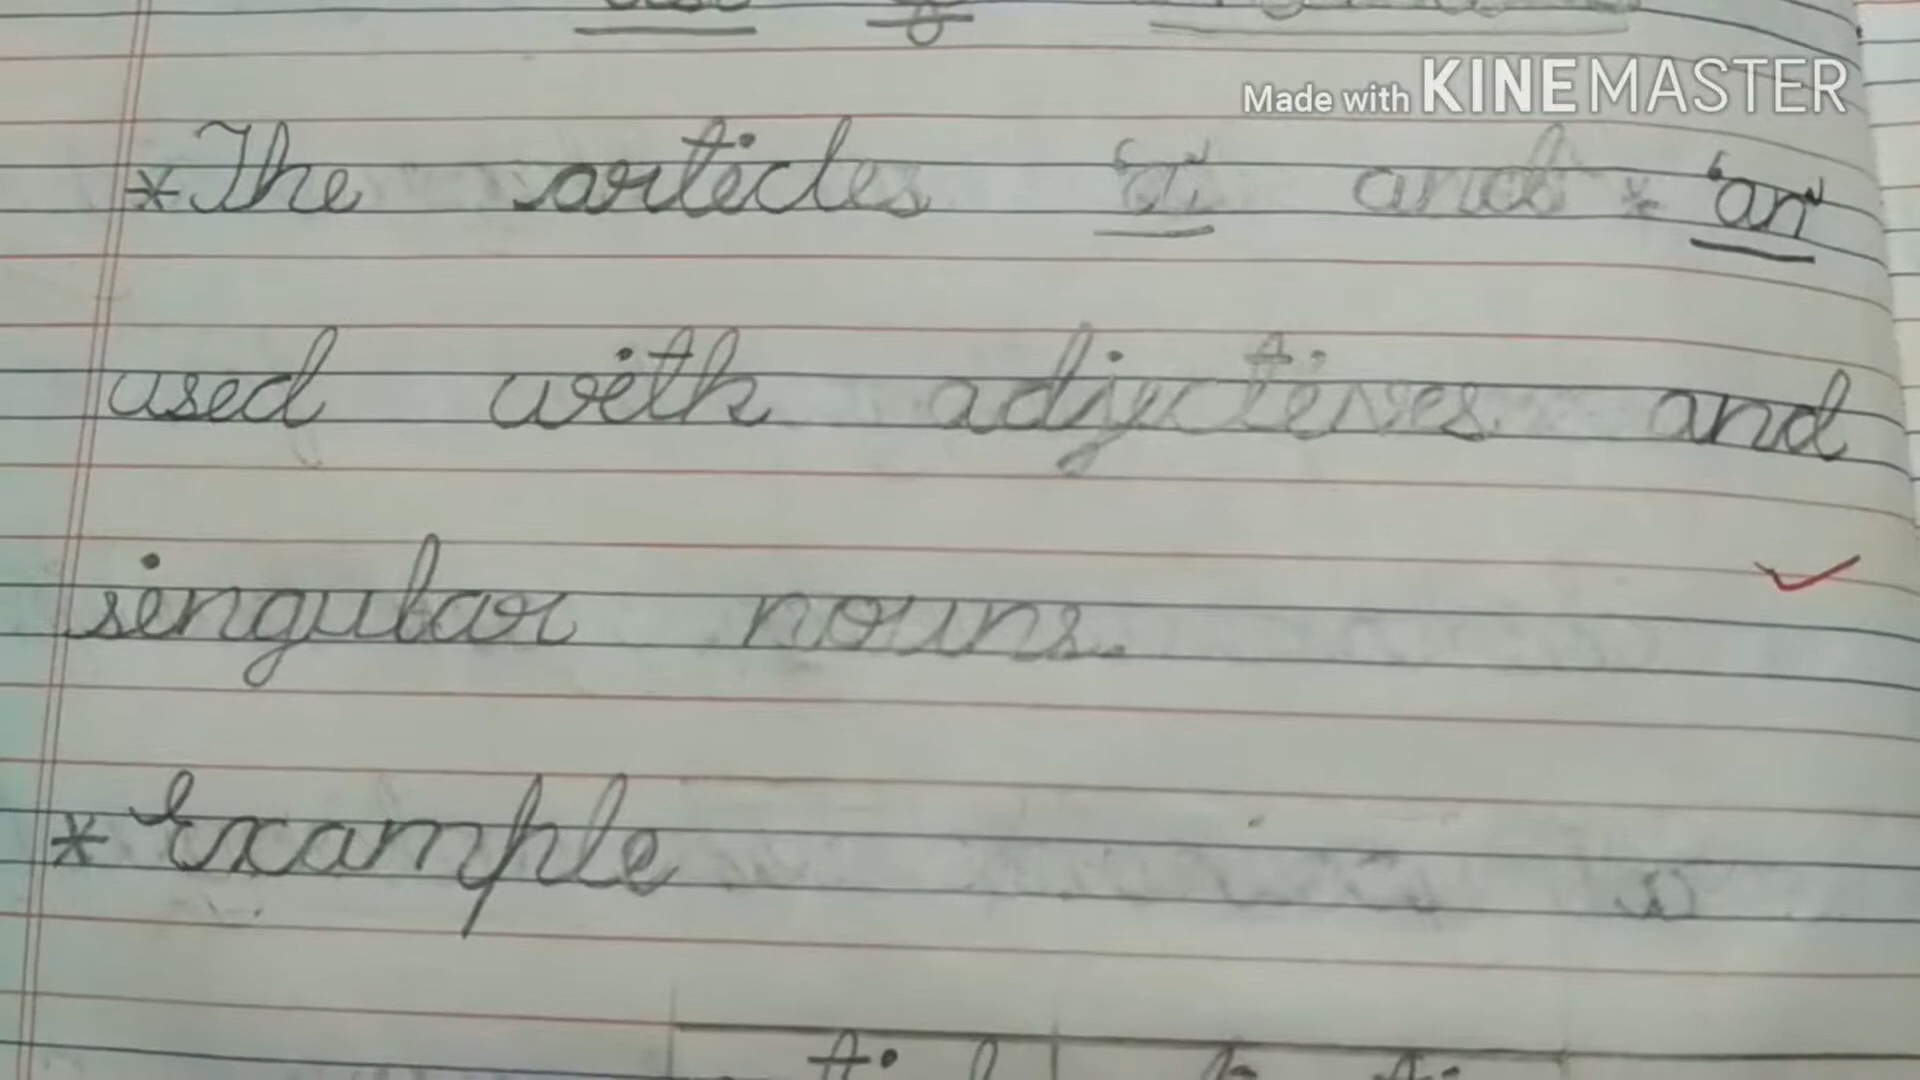 Made with KINEMASTER
*The articles "a" and * "an"
used with adjectives and
singular nouns.
*Example